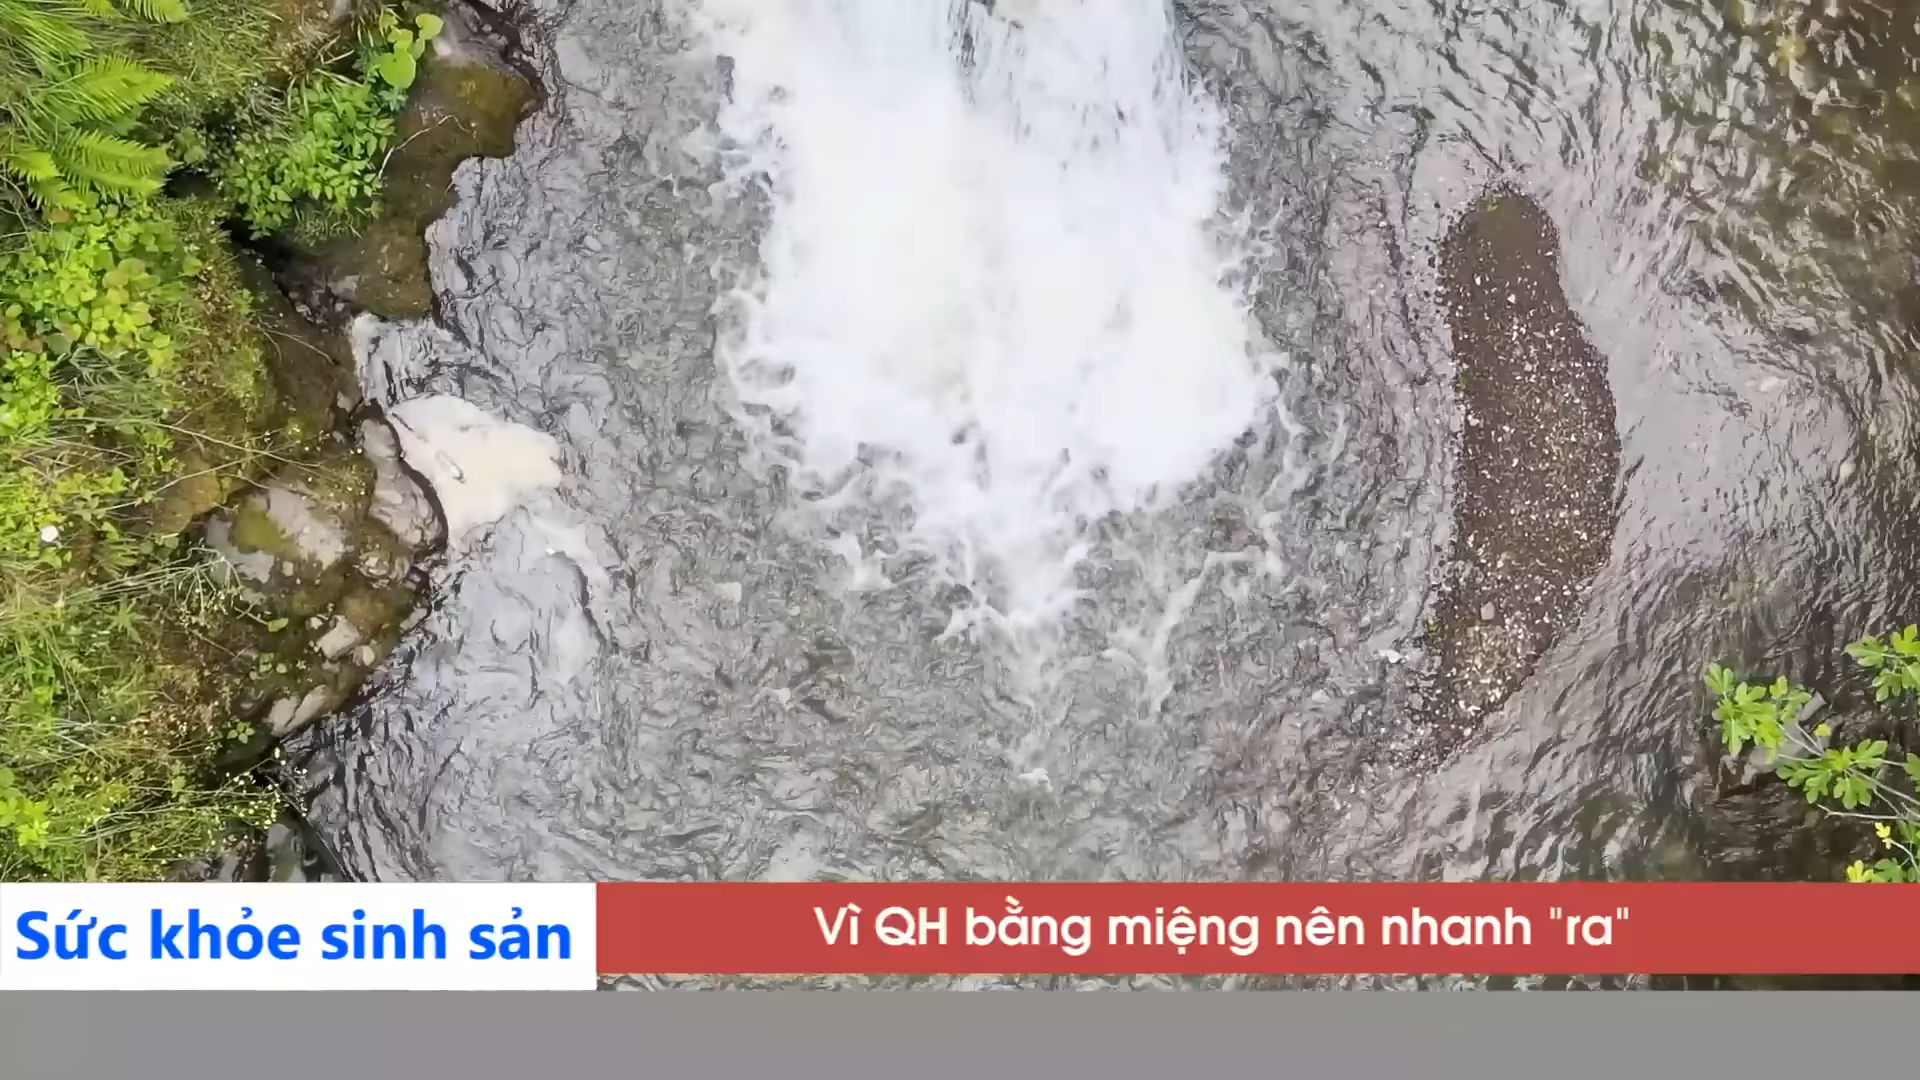 Sức khỏe sinh sản
Vì QH bằng miệng nên nhanh "ra"